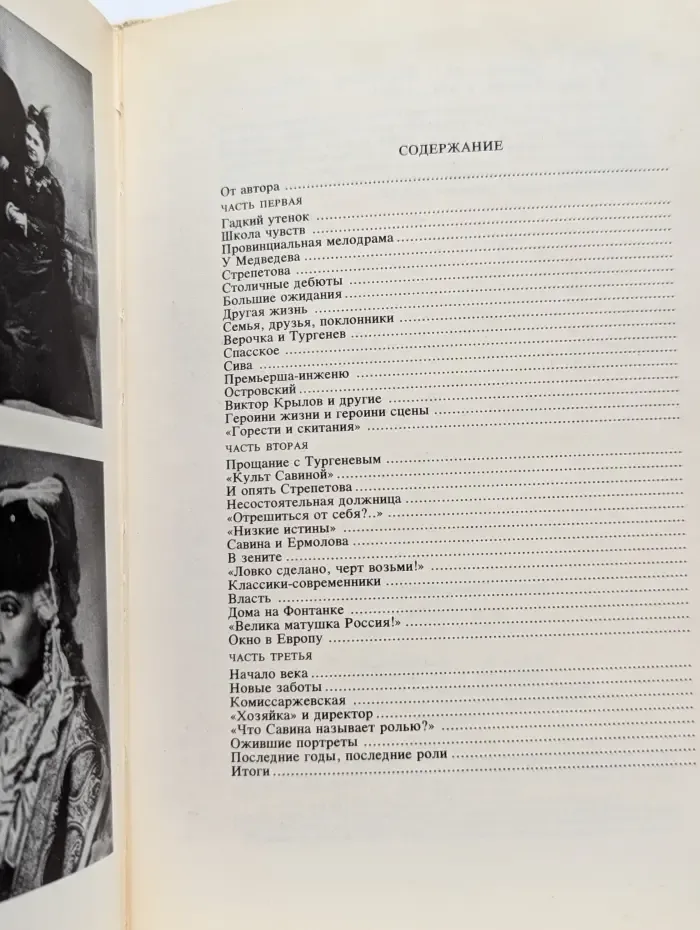 СОДЕРЖАНИЕ
От автора
ЧАСТЬ ПЕРВАЯ
Гадкий утенок
Школа чувств
Провинциальная мелодрама
У Медведева
Стрепетова
Столичные дебюты
Большие ожидания
Другая жизнь
Семья, друзья, поклонники
Верочка и Тургенев
Спасское
Сива
Премьерша-инженю
Островский
Виктор Крылов и другие
Героини жизни и героини сцены
«Горести и скитания»
ЧАСТЬ ВТОРАЯ
Прощание с Тургеневым
«Культ Савиной»
И опять Стрепетова
Несостоятельная должница
«Отрешиться от себя?..»
«Низкие истины»
Савина и Ермолова
В зените
«Ловко сделано, черт возьми!»
Классики-современники
Власть
Дома на Фонтанке
«Велика матушка Россия!»
Окно в Европу
ЧАСТЬ ТРЕТЬЯ
Начало века
Новые заботы
Комиссаржевская
«Хозяйка» и директор
«Что Савина называет ролью?»
Ожившие портреты
Последние годы, последние роли
Итоги